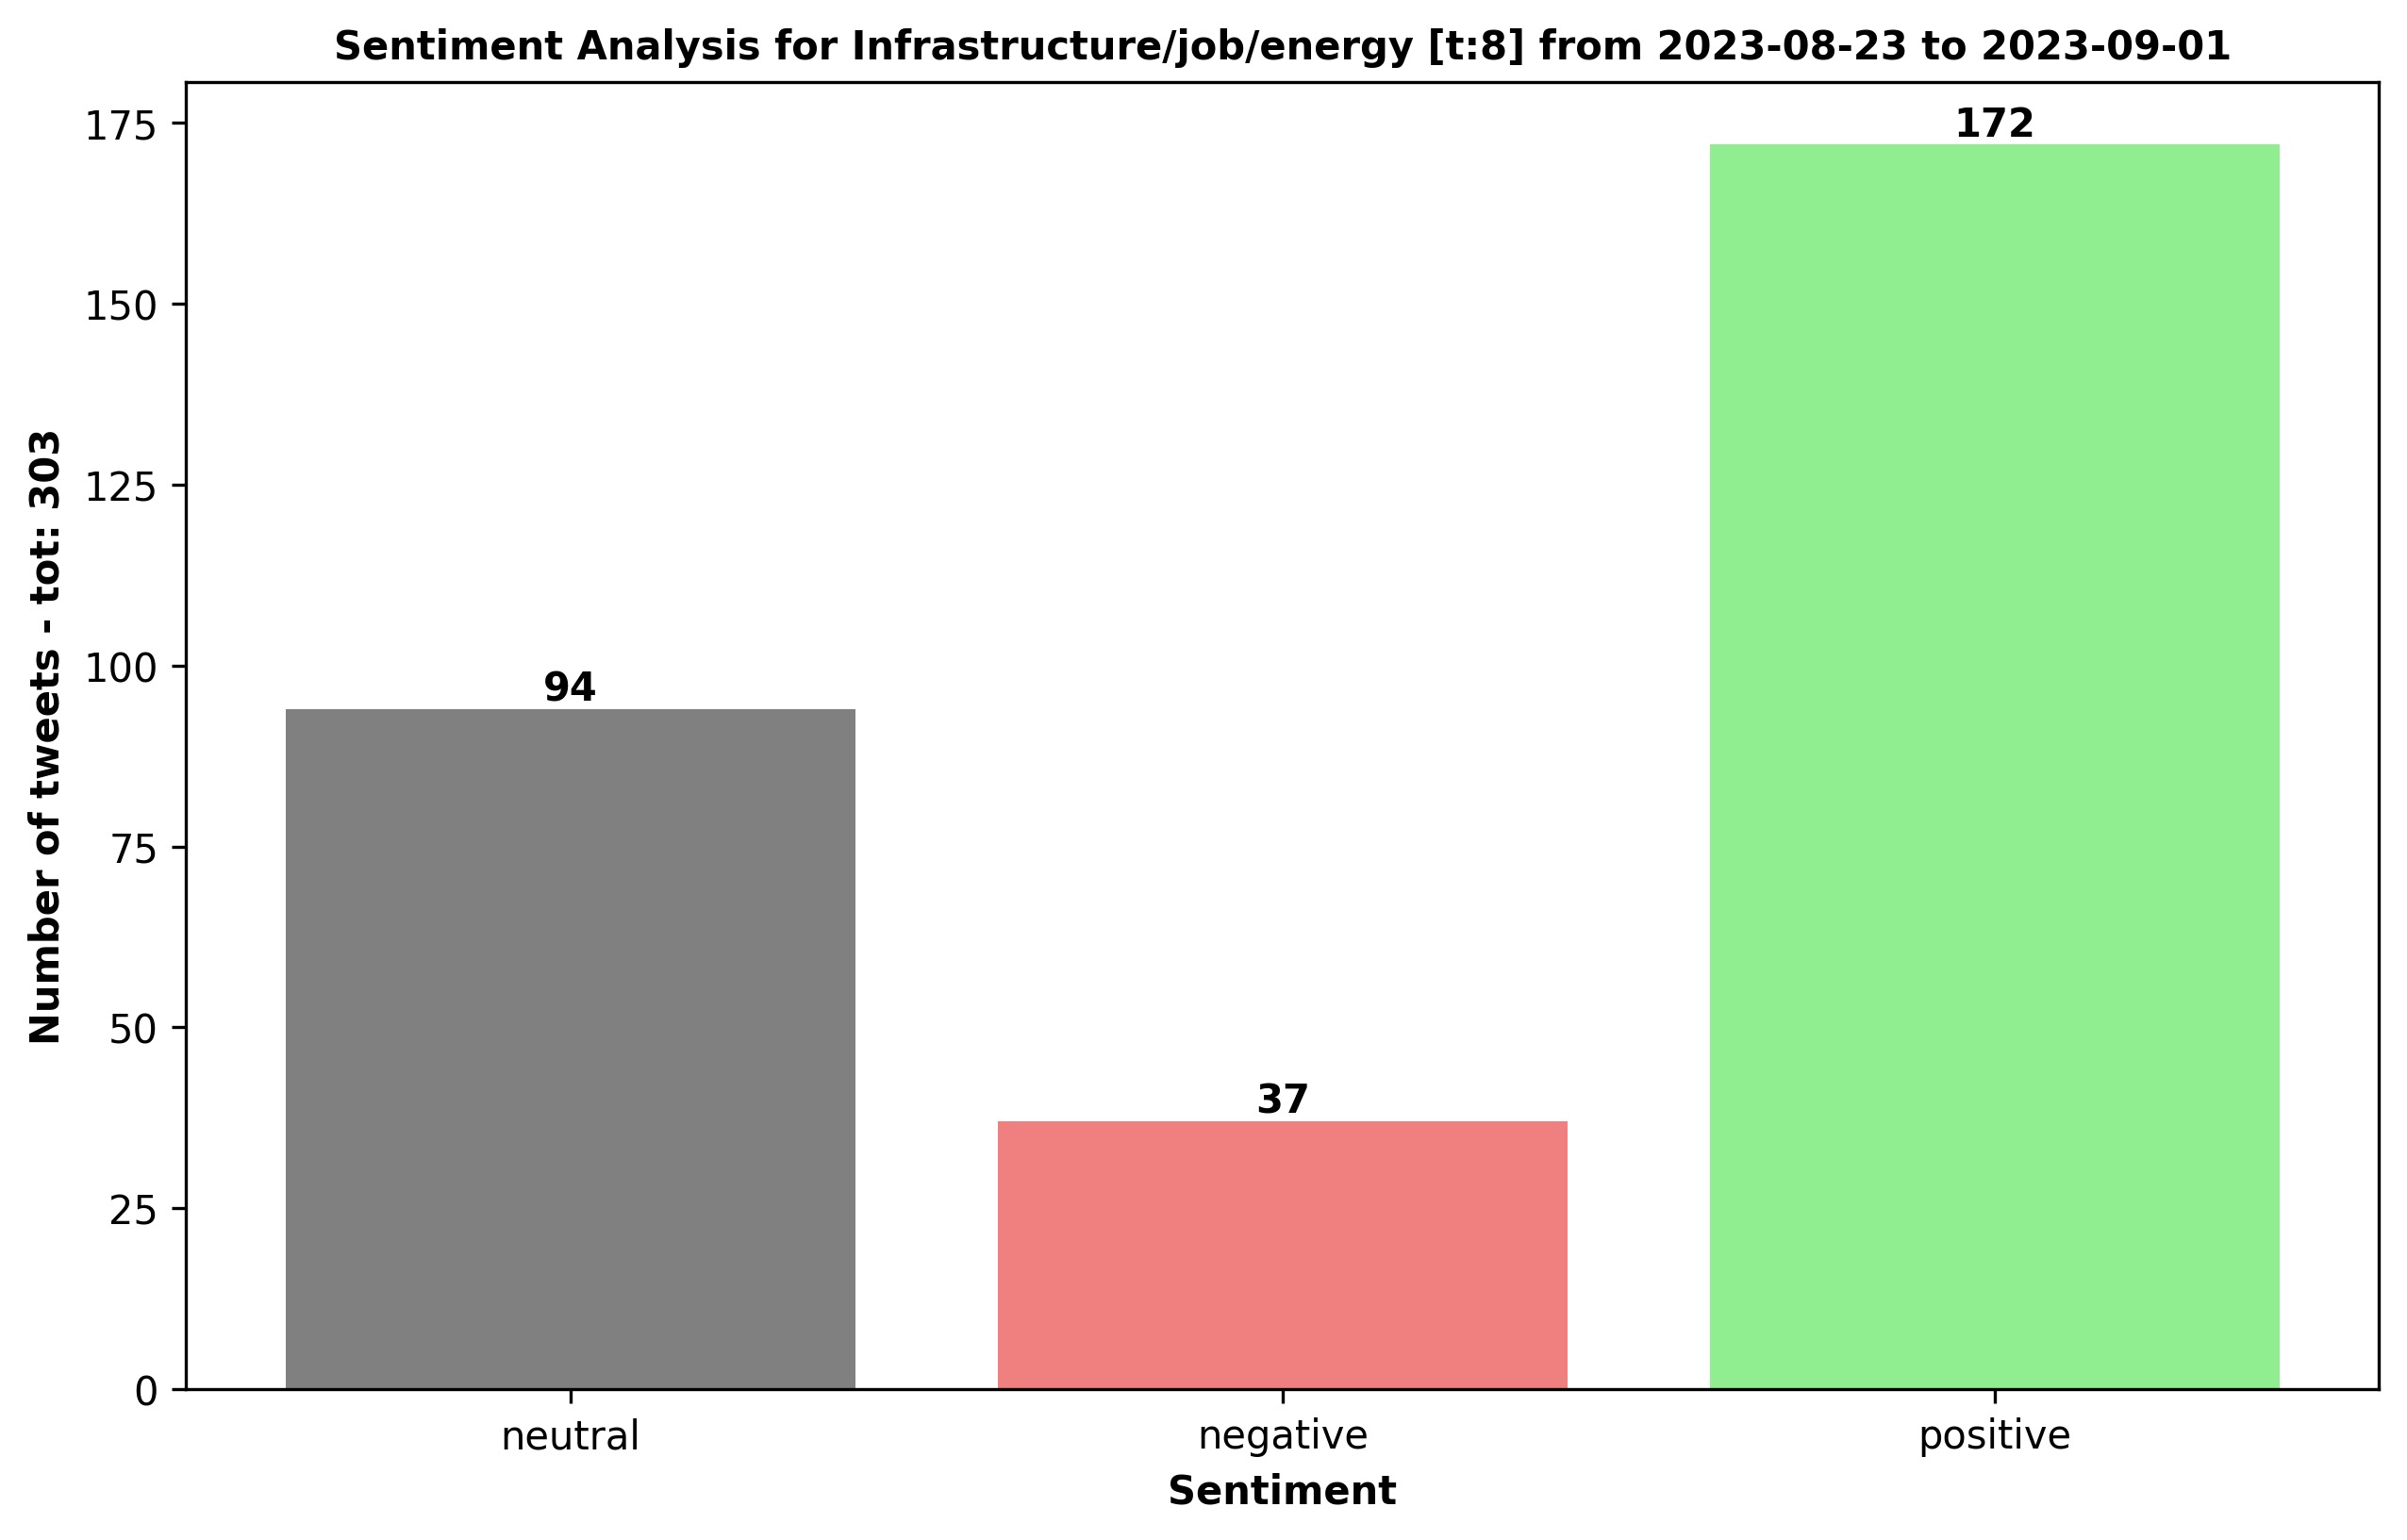 Sentiment Analysis for Infrastructure/job/energy [t:8] from 2023-08-23 to 2023-09-01
Number of tweets - tot: 303
175
150
125
100
75
50
25
0
94
37
172
neutral
negative
positive
Sentiment